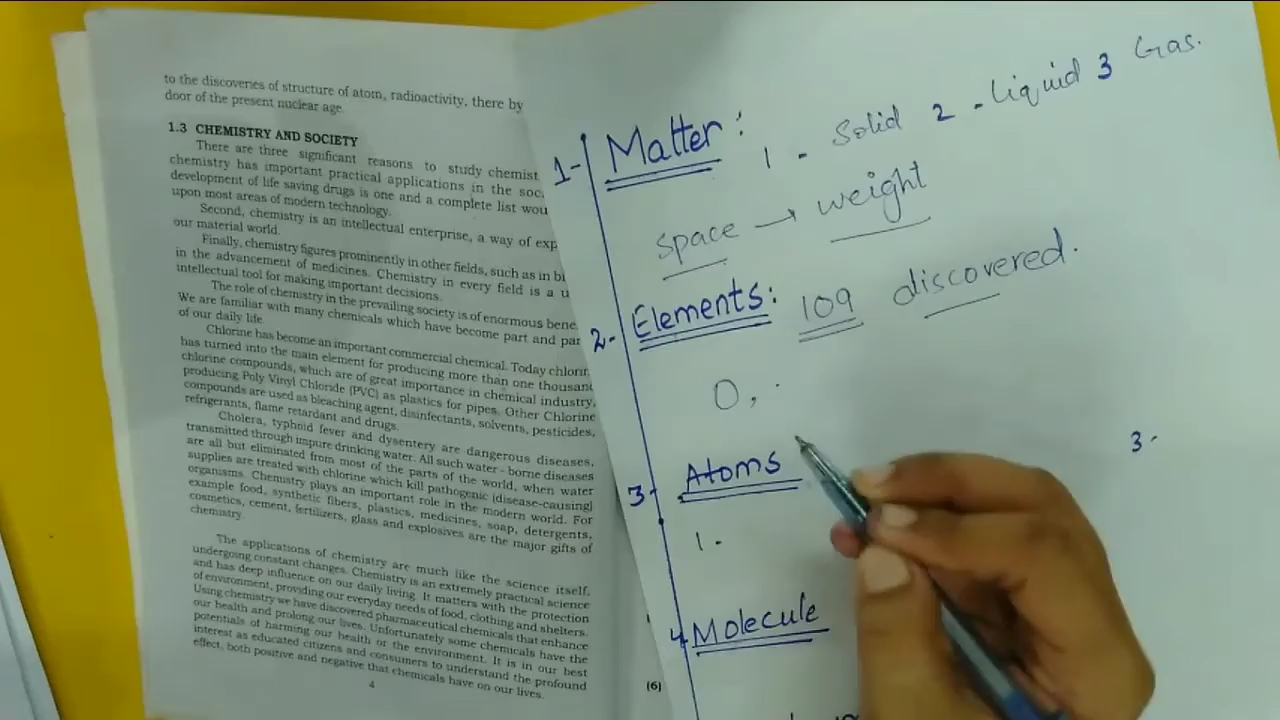 to the discoveries of structure of atom, radioactivity, there by
door of the present nuclear age.
1.3 CHEMISTRY AND SOCIETY
There are three significant reasons to study chemist
chemistry has important practical applications in the soc
development of life saving drugs is one and a complete list wou
upon most areas of modern technology.
Second, chemistry is an intellectual enterprise, a way of exp
our material world.
Finally, chemistry figures prominently in other fields, such as in bi
in the advancement of medicines. Chemistry in every field is a u
intellectual tool for making important decisions.
The role of chemistry in the prevailing society is of enormous bene
We are familiar with many chemicals which have become part and par
of our daily life.
Chlorine has become an important commercial chemical. Today chlorin
has turned into the main element for producing more than one thousand
chlorine compounds, which are of great importance in chemical industry,
producing Poly Vinyl Chloride (PVC) as plastics for pipes. Other Chlorine
compounds are used as bleaching agent, disinfectants, solvents, pesticides,
refrigerants, flame retardant and drugs.
Cholera, typhoid fever and dysentery are dangerous diseases,
transmitted through impure drinking water. All such water - borne diseases
are all but eliminated from most of the parts of the world, when water
supplies are treated with chlorine which kill pathogenic (disease-causing)
organisms. Chemistry plays an important role in the modern world. For
example food, synthetic fibers, plastics, medicines, soap, detergents,
cosmetics, cement, fertilizers, glass and explosives are the major gifts of
chemistry.
The applications of chemistry are much like the science itself,
undergoing constant changes. Chemistry is an extremely practical science
and has deep influence on our daily living. It matters with the protection
of environment, providing our everyday needs of food, clothing and shelters.
Using chemistry we have discovered pharmaceutical chemicals that enhance
our health and prolong our lives. Unfortunately some chemicals have the
potentials of harming our health or the environment. It is in our best
interest as educated citizens and consumers to understand the profound
effect, both positive and negative that chemicals have on our lives.
4
(6)
1- Matter: 1 - Solid 2 - Liquid 3 Gas.
space → weight
2- Elements: 109 discovered.
O, .
3- Atoms
3-
1-
4 Molecule